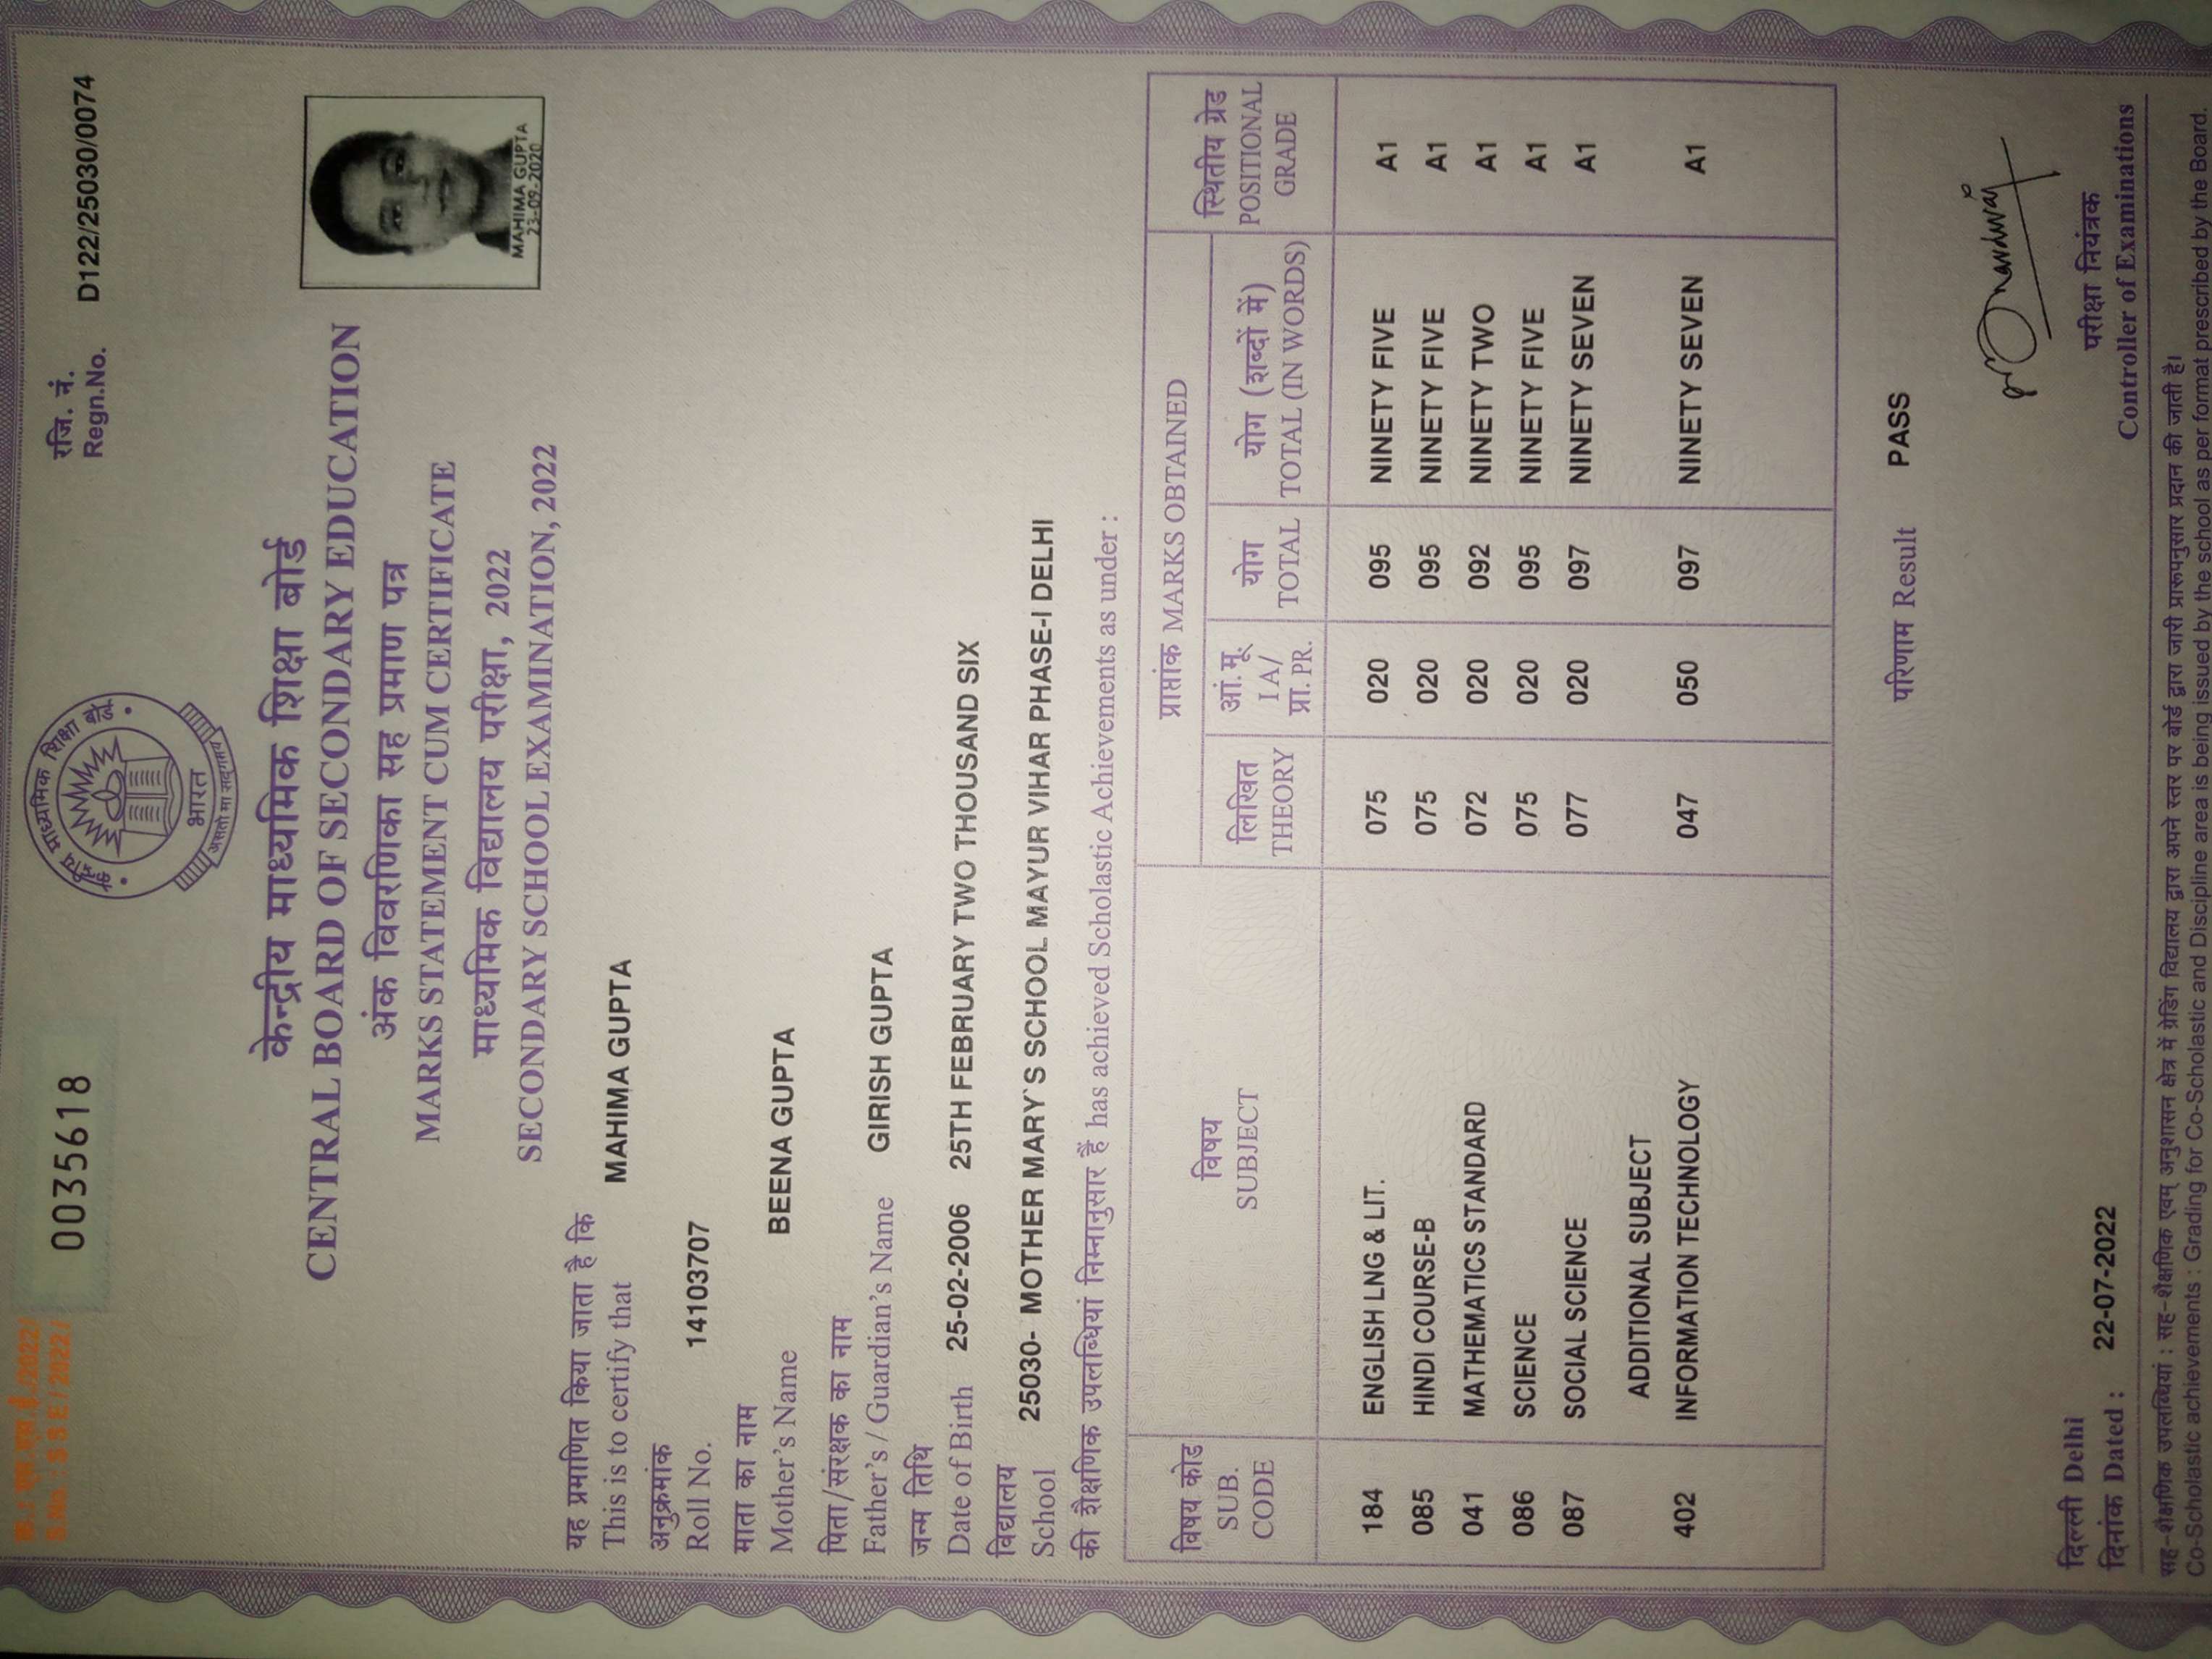 क्र./ एस.एस.ई./2022/
S.No. : S S E / 2022 /
0035618
रजि. नं.
Regn.No. D122/25030/0074
केन्द्रीय माध्यमिक शिक्षा बोर्ड
भारत
असतो मा सद्गमय
केन्द्रीय माध्यमिक शिक्षा बोर्ड
CENTRAL BOARD OF SECONDARY EDUCATION
अंक विवरणिका सह प्रमाण पत्र
MARKS STATEMENT CUM CERTIFICATE
माध्यमिक विद्यालय परीक्षा, 2022
SECONDARY SCHOOL EXAMINATION, 2022
MAHIMA GUPTA
23-09-2020
यह प्रमाणित किया जाता है कि
This is to certify that MAHIMA GUPTA
अनुक्रमांक
Roll No. 14103707
माता का नाम
Mother's Name BEENA GUPTA
पिता/संरक्षक का नाम
Father's / Guardian's Name GIRISH GUPTA
जन्म तिथि
Date of Birth 25-02-2006 25TH FEBRUARY TWO THOUSAND SIX
विद्यालय
School 25030- MOTHER MARY`S SCHOOL MAYUR VIHAR PHASE-I DELHI
की शैक्षणिक उपलब्धियां निम्नानुसार हैं has achieved Scholastic Achievements as under :
प्राप्तांक MARKS OBTAINED
विषय कोड विषय लिखित आं. मू. योग योग (शब्दों में) स्थितीय ग्रेड
SUB. SUBJECT THEORY I A/ TOTAL TOTAL (IN WORDS) POSITIONAL
CODE प्रा. PR. GRADE
184 ENGLISH LNG & LIT. 075 020 095 NINETY FIVE A1
085 HINDI COURSE-B 075 020 095 NINETY FIVE A1
041 MATHEMATICS STANDARD 072 020 092 NINETY TWO A1
086 SCIENCE 075 020 095 NINETY FIVE A1
087 SOCIAL SCIENCE 077 020 097 NINETY SEVEN A1
ADDITIONAL SUBJECT
402 INFORMATION TECHNOLOGY 047 050 097 NINETY SEVEN A1
परिणाम Result PASS
दिल्ली Delhi
दिनांक Dated : 22-07-2022
परीक्षा नियंत्रक
Controller of Examinations
सह-शैक्षणिक उपलब्धियां : सह-शैक्षणिक एवम् अनुशासन क्षेत्र में ग्रेडिंग विद्यालय द्वारा अपने स्तर पर बोर्ड द्वारा जारी प्रारूपनुसार प्रदान की जाती है।
Co-Scholastic achievements : Grading for Co-Scholastic and Discipline area is being issued by the school as per format prescribed by the Board.